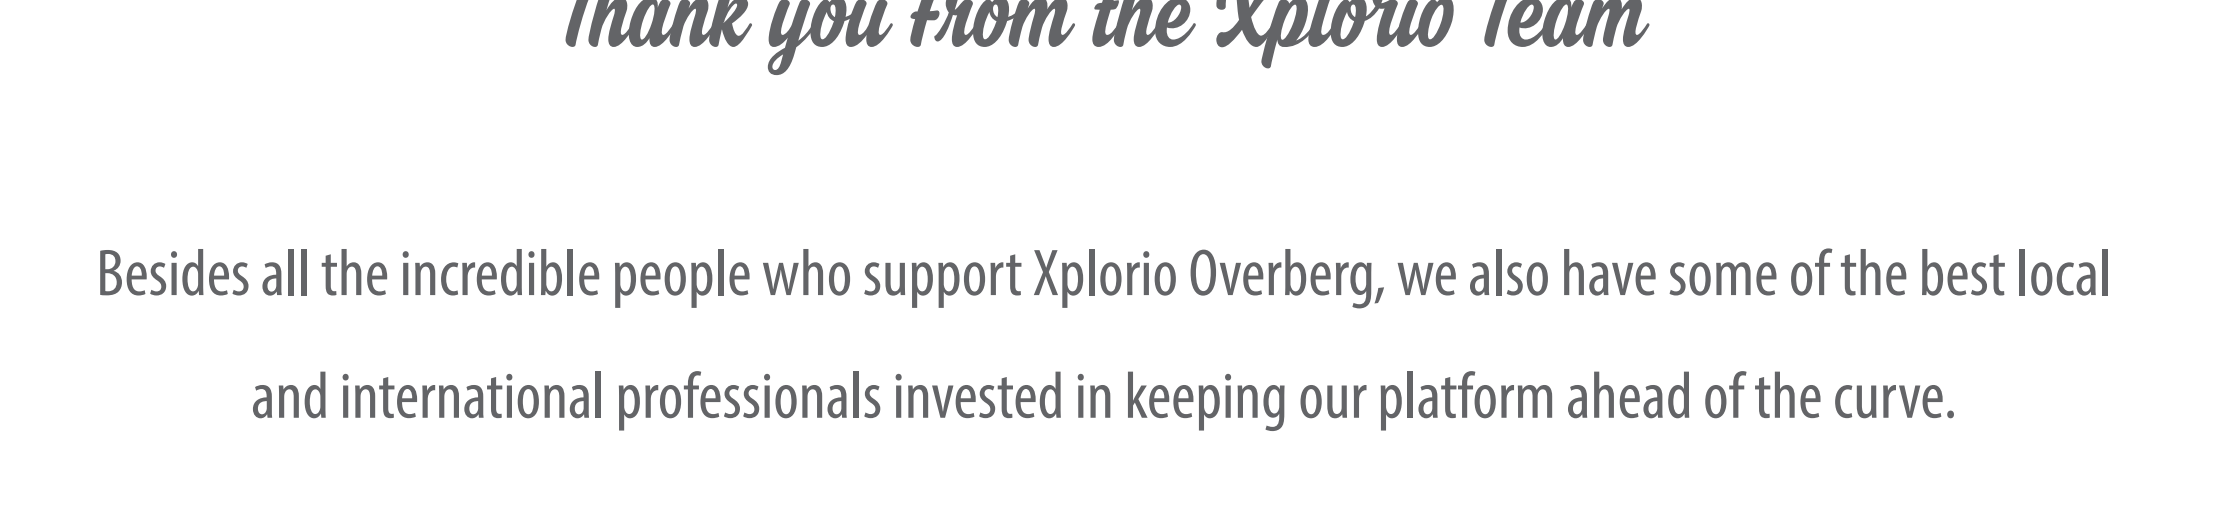 Thank you from the Xplorio Team
Besides all the incredible people who support Xplorio Overberg, we also have some of the best local
and international professionals invested in keeping our platform ahead of the curve.